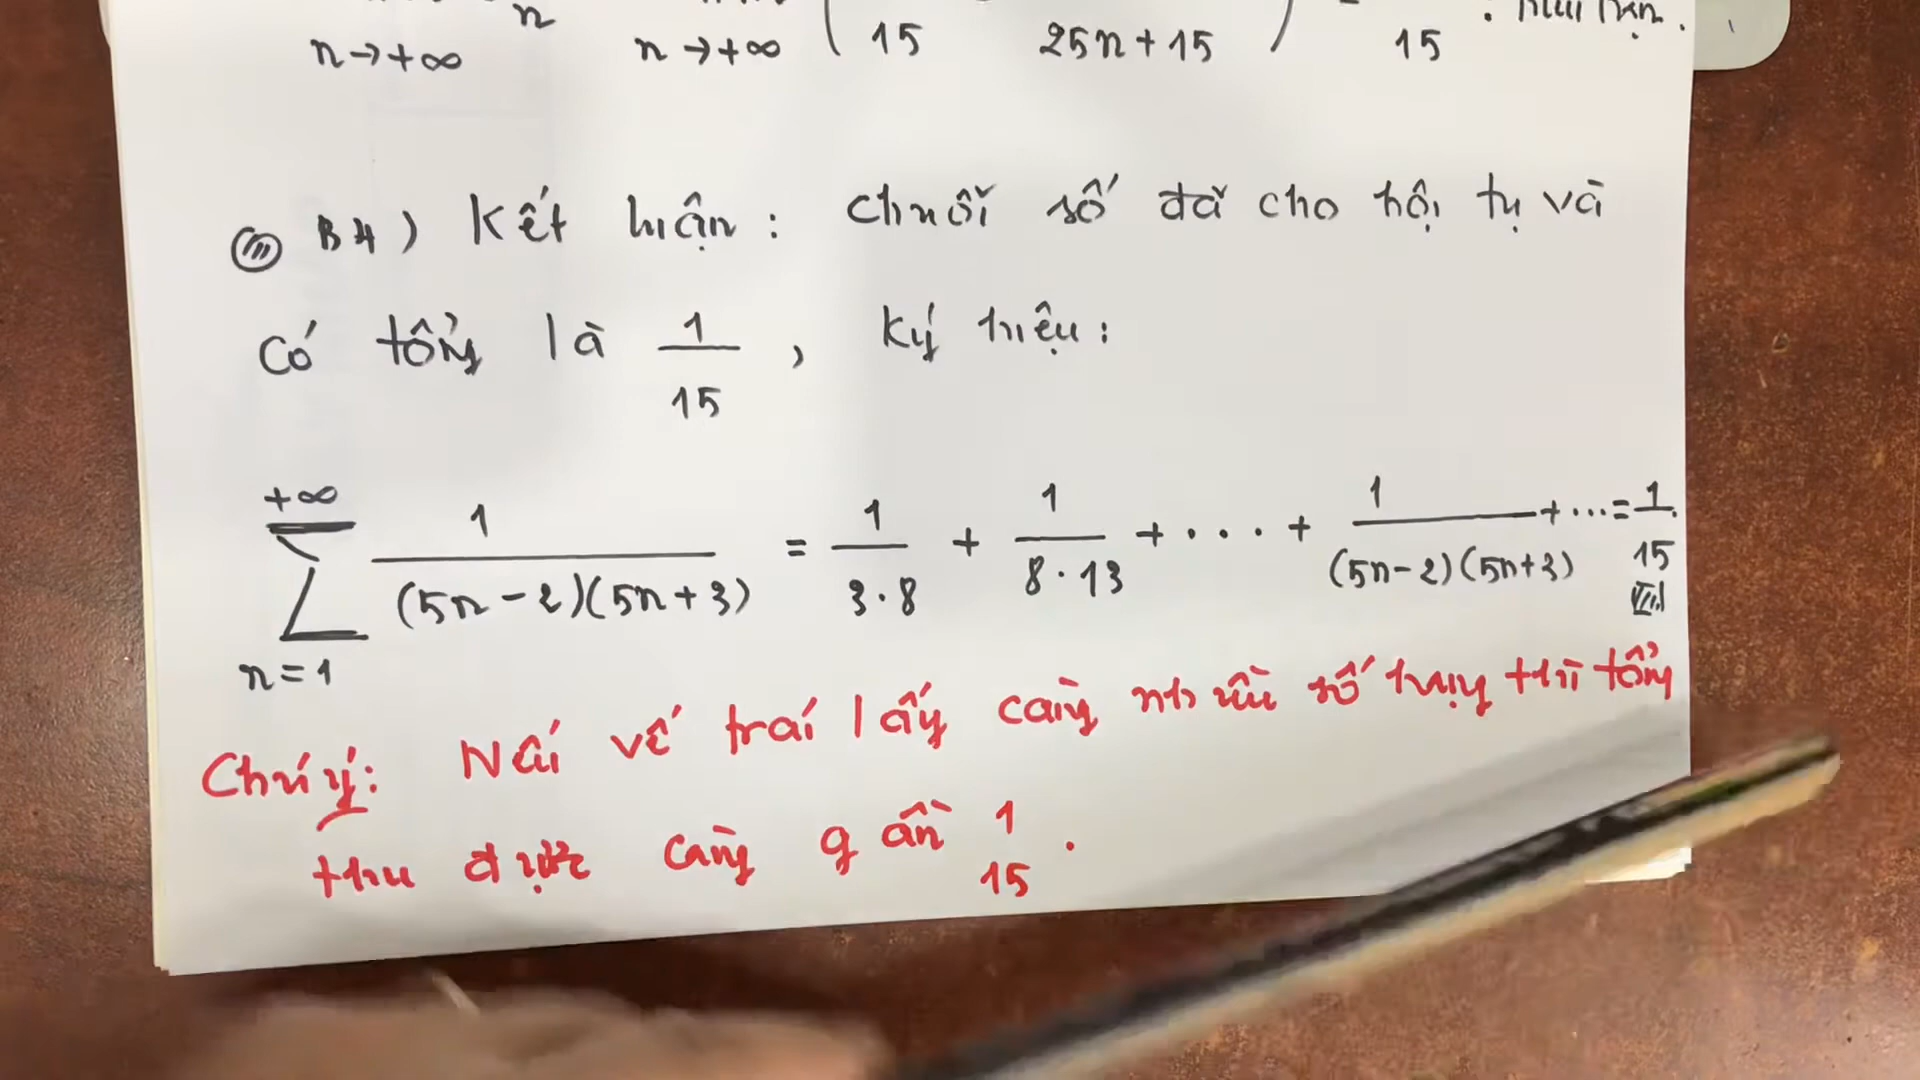 n→+∞ n n→+∞ ( 15 25n+15 ) 15 .
B4) Kết luận: Chuỗi số đã cho hội tụ và
có tổng là 1/15, ký hiệu:
+∞ ∑ n=1 1/((5n-2)(5n+3)) = 1/(3·8) + 1/(8·13) + ... + 1/((5n-2)(5n+3)) + ... = 1/15.
Chú ý: Nếu vế trái lấy càng nhiều số hạng thì tổng
thu được càng gần 1/15.